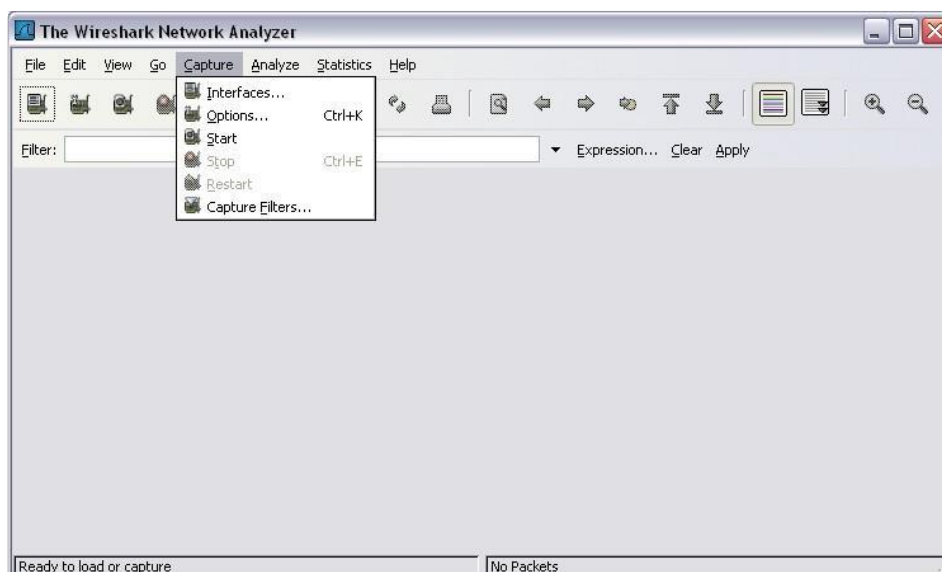 The Wireshark Network Analyzer
File Edit View Go Capture Analyze Statistics Help
Interfaces...
Options... Ctrl+K
Start
Stop Ctrl+E
Restart
Capture Filters...
Filter: Expression... Clear Apply
Ready to load or capture No Packets